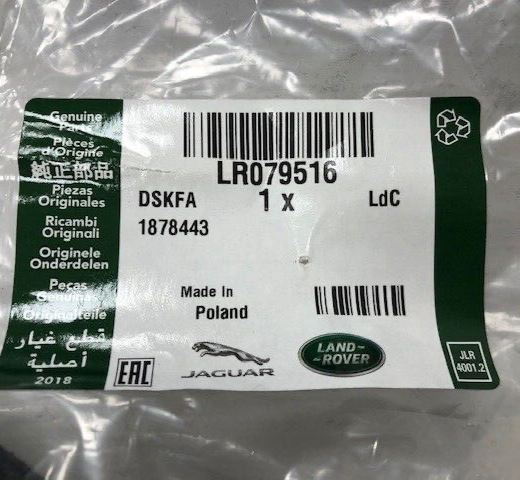 Genuine
Parts
Pièces
d'Origine
純正部品
Piezas
Originales
Ricambi
Originali
Originele
Onderdelen
Peças
Genuínas
Originalteile
قطع غيار
أصلية
2018
LR079516
DSKFA
1 x
LdC
1878443
Made In
Poland
EAC
JAGUAR
LAND-
-ROVER
JLR
4001.2